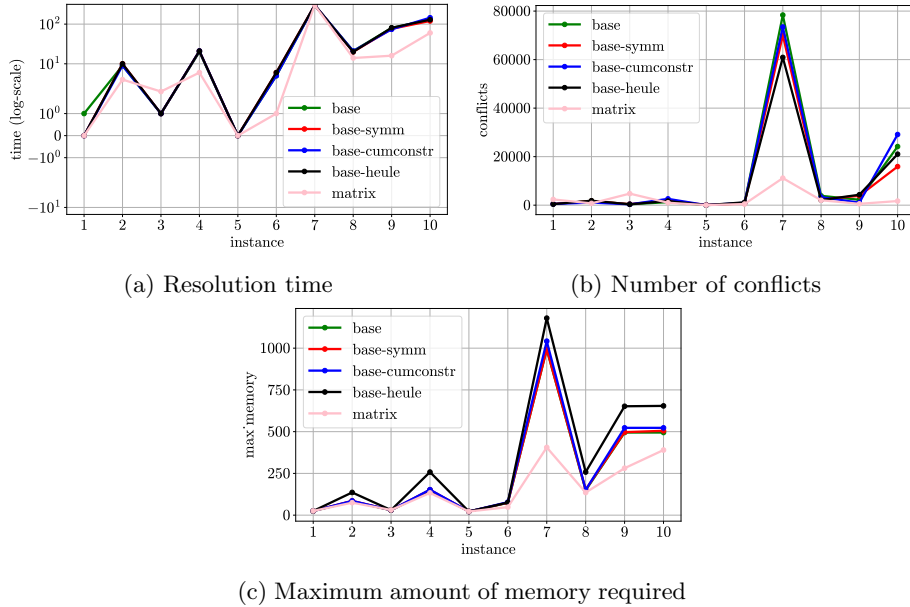 10²
10¹
10⁰
0
−10⁰
−10¹
time (log-scale)
base
base-symm
base-cumconstr
base-heule
matrix
1 2 3 4 5 6 7 8 9 10
instance
(a) Resolution time
80000
60000
40000
20000
0
conflicts
base
base-symm
base-cumconstr
base-heule
matrix
1 2 3 4 5 6 7 8 9 10
instance
(b) Number of conflicts
1000
750
500
250
0
max memory
base
base-symm
base-cumconstr
base-heule
matrix
1 2 3 4 5 6 7 8 9 10
instance
(c) Maximum amount of memory required